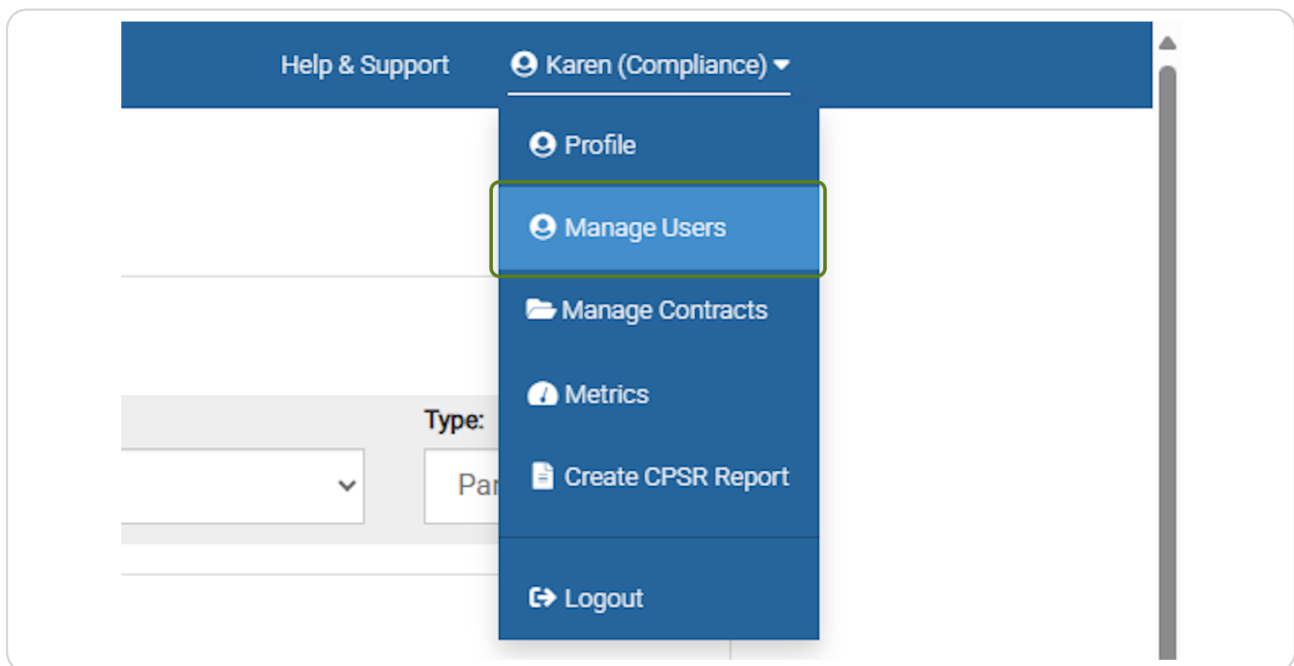 Help & Support
Karen (Compliance)
Profile
Manage Users
Manage Contracts
Metrics
Type:
Par
Create CPSR Report
Logout